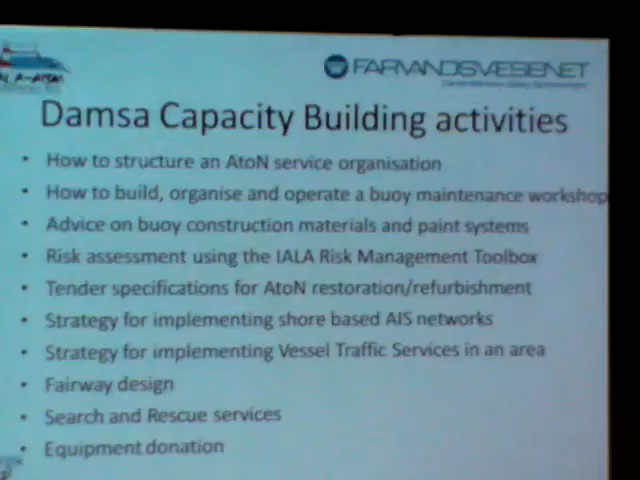 FARVANDSVÆSENET
Damsa Capacity Building activities
• How to structure an AtoN service organisation
• How to build, organise and operate a buoy maintenance workshop
• Advice on buoy construction materials and paint systems
• Risk assessment using the IALA Risk Management Toolbox
• Tender specifications for AtoN restoration/refurbishment
• Strategy for implementing shore based AIS networks
• Strategy for implementing Vessel Traffic Services in an area
• Fairway design
• Search and Rescue services
• Equipment donation